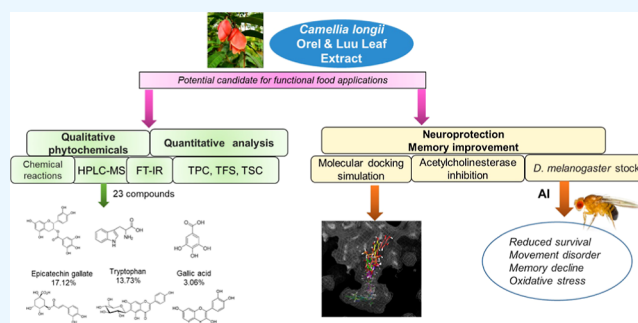 Camellia longii
Orel & Luu Leaf
Extract
Potential candidate for functional food applications
Qualitative
phytochemicals
Quantitative analysis
Chemical
reactions
HPLC-MS
FT-IR
TPC, TFS, TSC
23 compounds
Epicatechin gallate
17.12%
Tryptophan
13.73%
Gallic acid
3.06%
Neuroprotection
Memory improvement
Molecular docking
simulation
Acetylcholinesterase
inhibition
D. melanogaster stock
Al
Reduced survival
Movement disorder
Memory decline
Oxidative stress